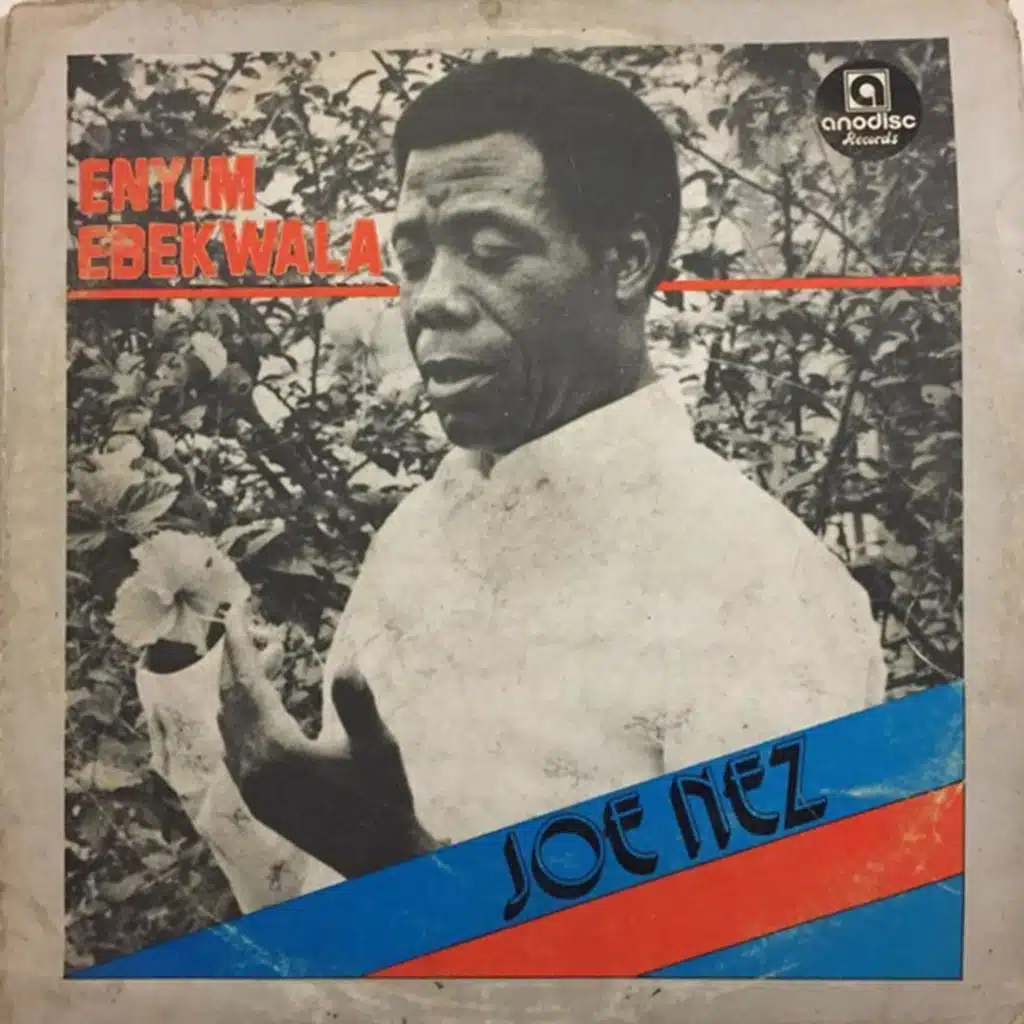 a
anodisc
Records
ENYIM
EBEKWALA
JOE NEZ